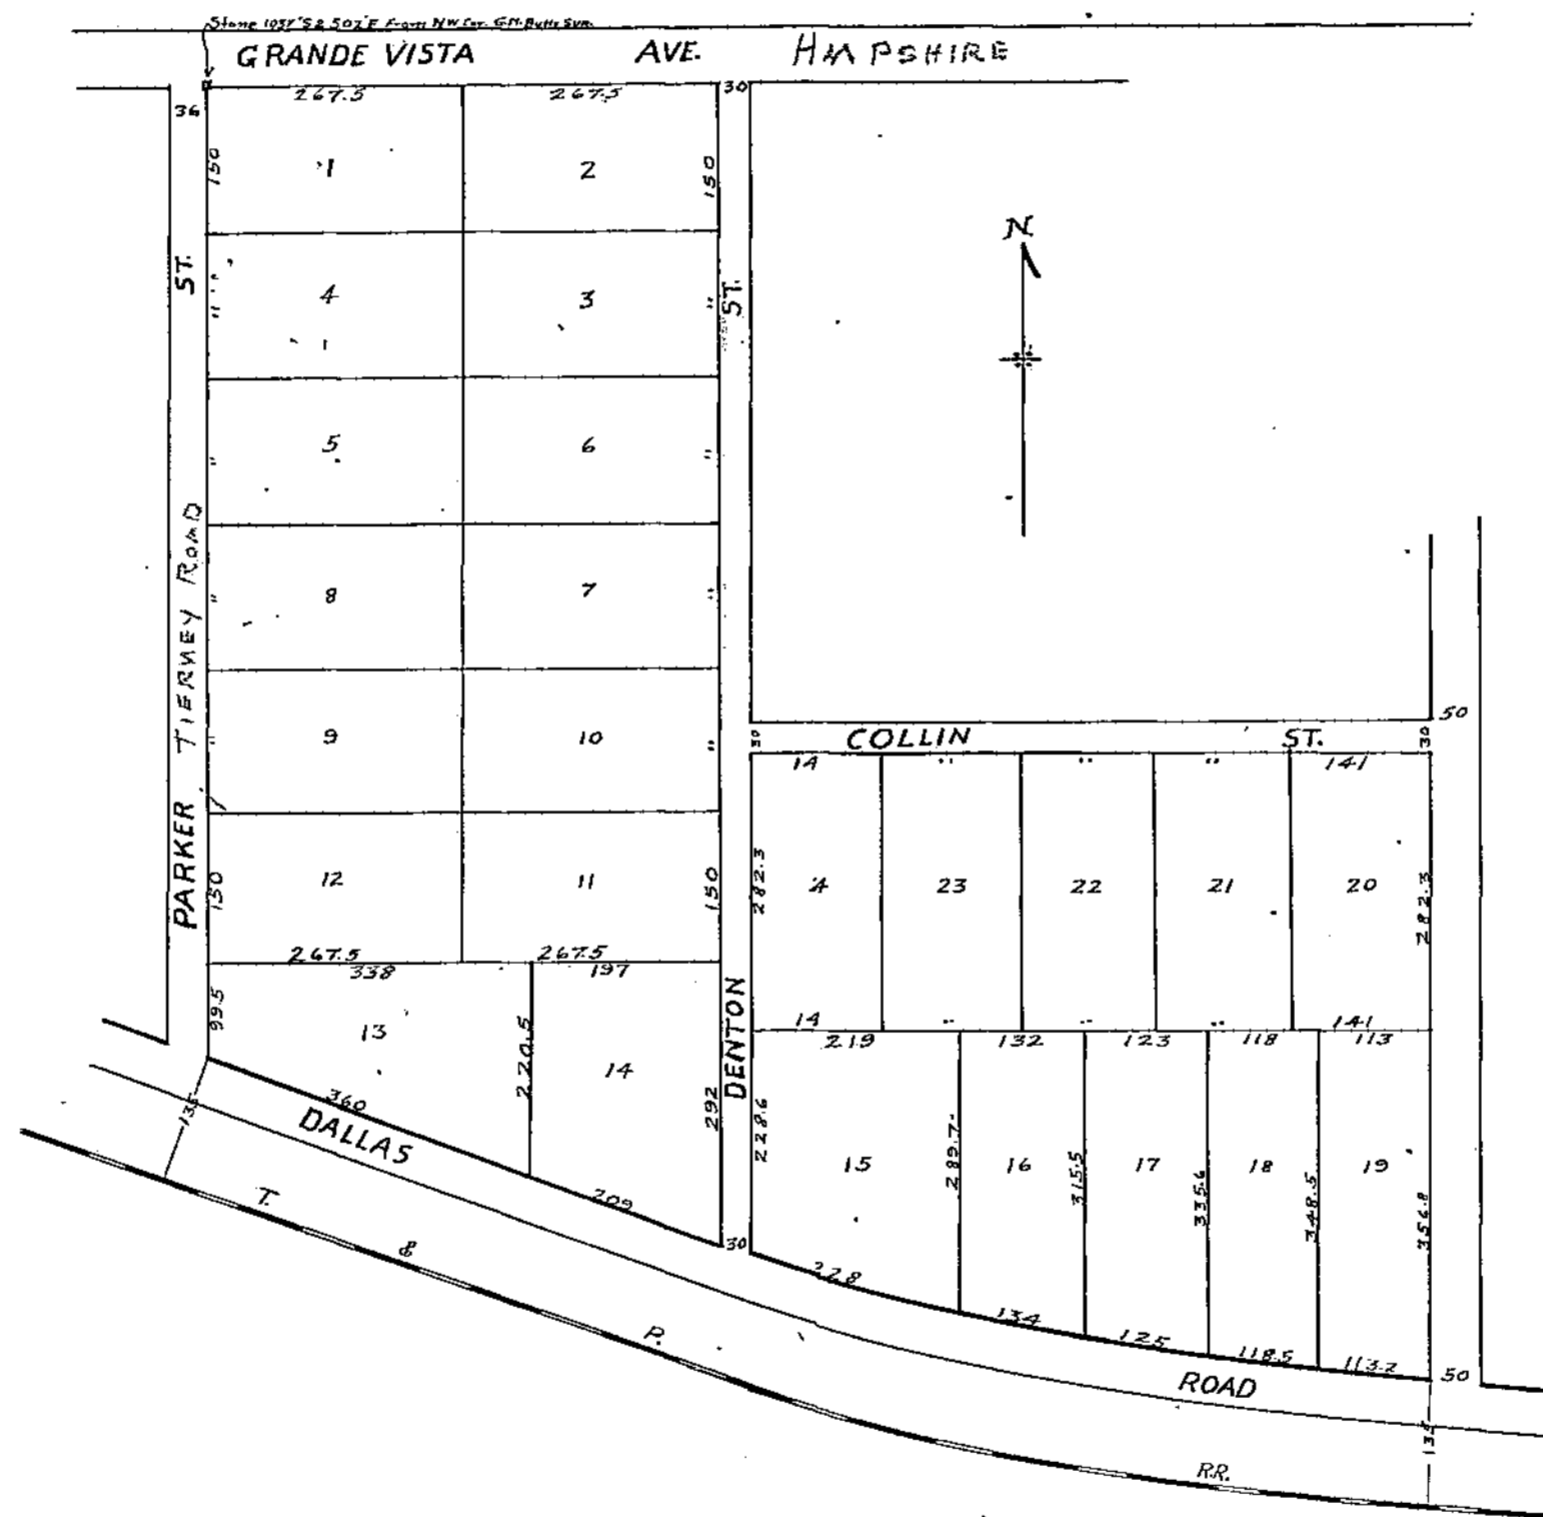 Stone 1037' S & 507' E From NW Cor. G.N. Butts Sur.
GRANDE VISTA AVE. HMPSHIRE
36 267.5 267.5 30
150 1 2 150
ST. " 4 3 " ST.
" 5 6 "
PARKER TIERNEY ROAD
" 8 7 "
" 9 10 "
N
50
30 COLLIN ST. 30
14 " " " 141
150 12 11 150
282.3 4 23 22 21 20 282.3
267.5 267.5
338 197
99.5 13 220.5 14 292
DENTON
14 " " " 141
219 132 123 118 113
228.6 15 289.7 16 315.5 17 335.6 18 348.5 19 356.8
135 360 209 30
DALLAS ROAD
228 134 125 118.5 113.2 50
135
T. & P. R.R.